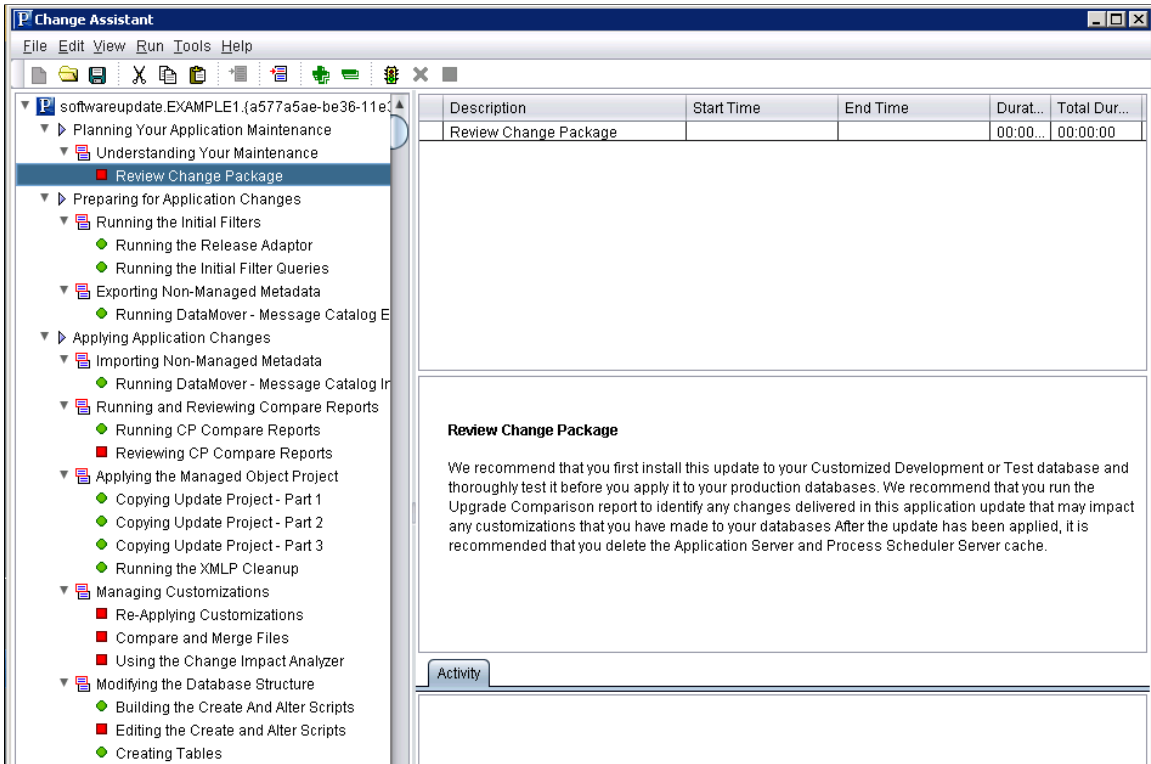 Change Assistant
File Edit View Run Tools Help
softwareupdate.EXAMPLE1.{a577a5ae-be36-11e
Planning Your Application Maintenance
Understanding Your Maintenance
Review Change Package
Preparing for Application Changes
Running the Initial Filters
Running the Release Adaptor
Running the Initial Filter Queries
Exporting Non-Managed Metadata
Running DataMover - Message Catalog E
Applying Application Changes
Importing Non-Managed Metadata
Running DataMover - Message Catalog Ir
Running and Reviewing Compare Reports
Running CP Compare Reports
Reviewing CP Compare Reports
Applying the Managed Object Project
Copying Update Project - Part 1
Copying Update Project - Part 2
Copying Update Project - Part 3
Running the XMLP Cleanup
Managing Customizations
Re-Applying Customizations
Compare and Merge Files
Using the Change Impact Analyzer
Modifying the Database Structure
Building the Create And Alter Scripts
Editing the Create and Alter Scripts
Creating Tables
Description Start Time End Time Durat... Total Dur...
Review Change Package 00:00... 00:00:00
Review Change Package
We recommend that you first install this update to your Customized Development or Test database and
thoroughly test it before you apply it to your production databases. We recommend that you run the
Upgrade Comparison report to identify any changes delivered in this application update that may impact
any customizations that you have made to your databases After the update has been applied, it is
recommended that you delete the Application Server and Process Scheduler Server cache.
Activity